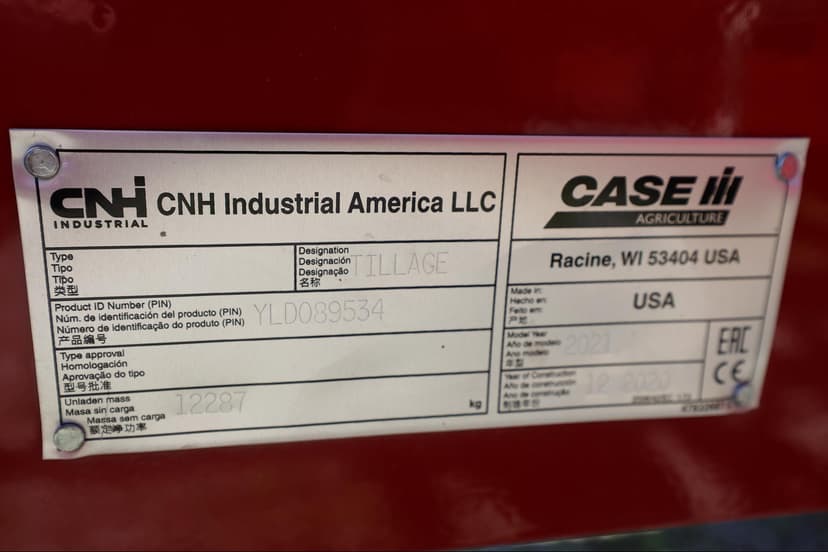 CNH
INDUSTRIAL
CNH Industrial America LLC
Type
Tipo
Tipo
类型
Designation
Designación
Designação
名称
TILLAGE
Product ID Number (PIN)
Núm. de identificación del producto (PIN)
Número de identificação do produto (PIN)
产品编号
YLD089534
Type approval
Homologación
Aprovação do tipo
型号批准
Unladen mass
Masa sin carga
Massa sem carga
额定净功率
12287
kg
CASE IH
AGRICULTURE
Racine, WI 53404 USA
Made in:
Hecho en:
Feito em:
产地:
USA
Model Year
Año de modelo
Ano modelo
年型
2021
Year of Construction
Año de construcción
Ano de construção
制造年份
12 2020
EAC
CE